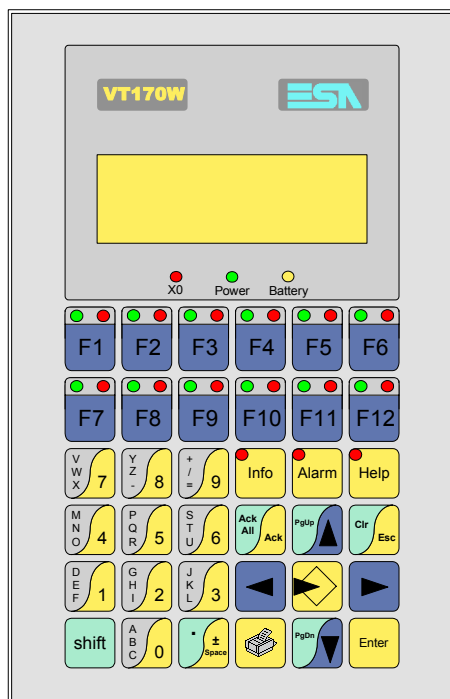 VT170W ESA
X0 Power Battery
F1 F2 F3 F4 F5 F6
F7 F8 F9 F10 F11 F12
V W X 7 Y Z - 8 + / = 9 Info Alarm Help
M N O 4 P Q R 5 S T U 6 Ack All Ack PgUp Clr Esc
D E F 1 G H I 2 J K L 3
shift A B C 0 . ± Space PgDn Enter